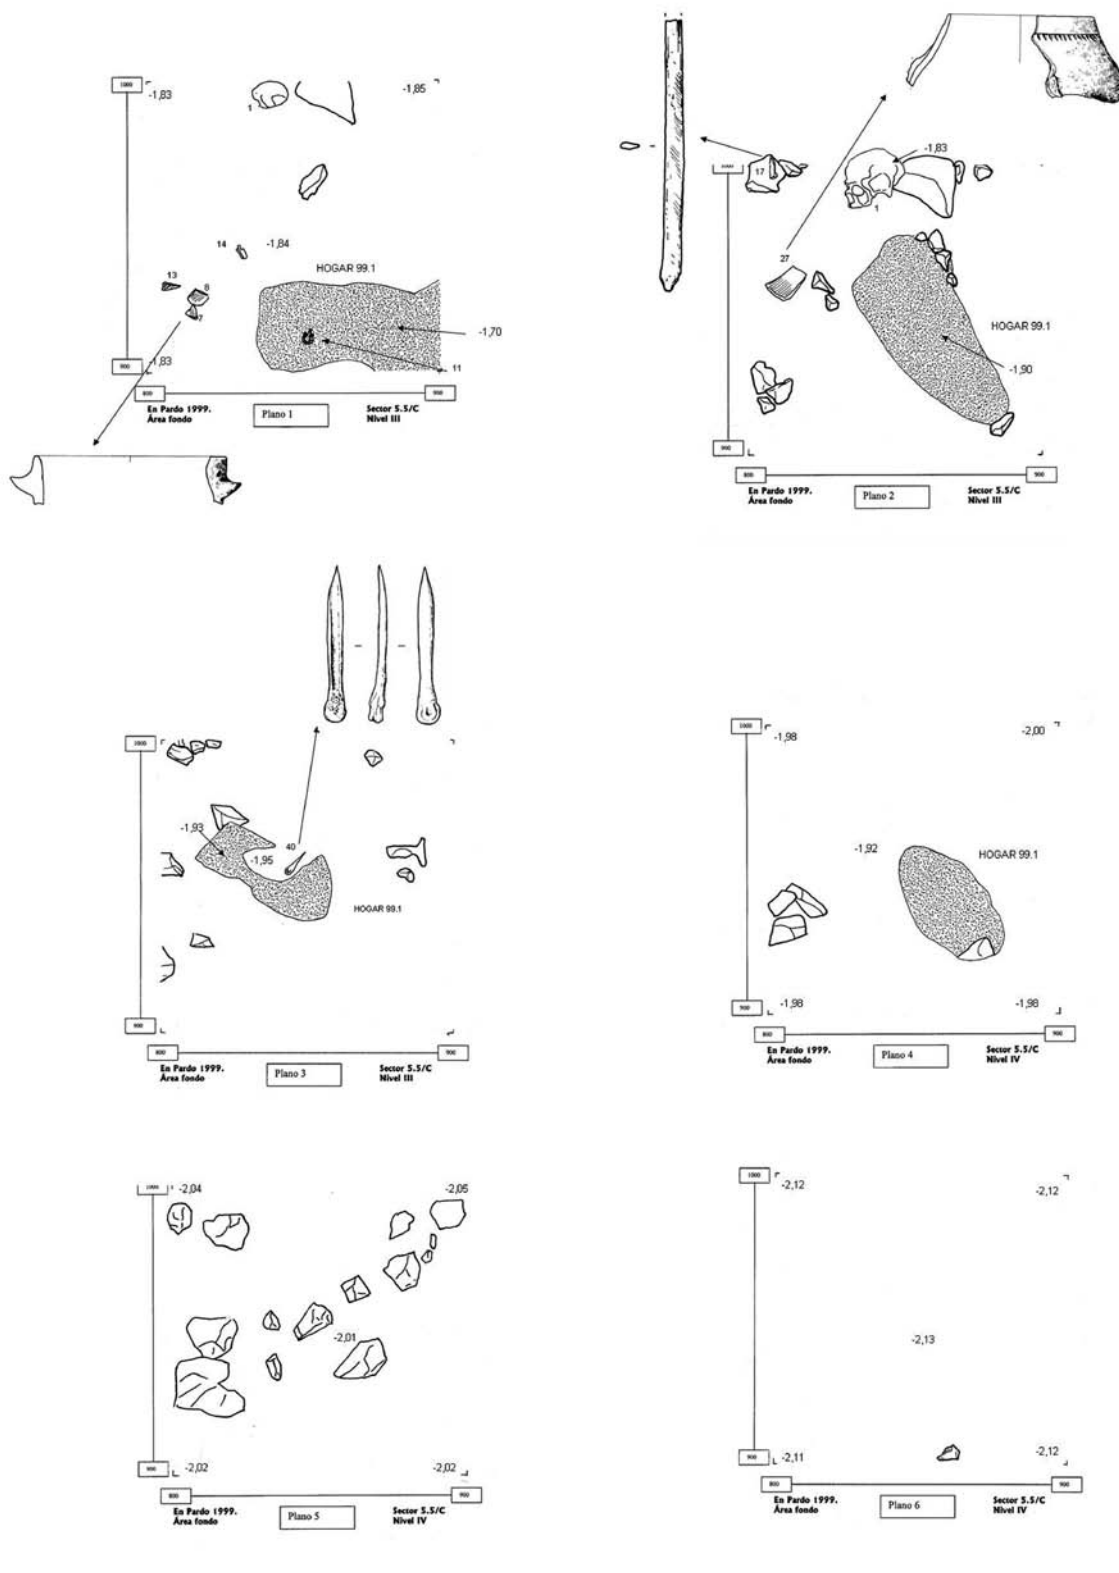 1000
-1,83
-1,85
1
14
-1,84
13
8
7
HOGAR 99.1
-1,70
11
900
-1,83
800
900
En Pardo 1999.
Área fondo
Plano 1
Sector 5.5/C
Nivel III
1000
17
-1,83
1
27
HOGAR 99.1
-1,90
900
800
900
En Pardo 1999.
Área fondo
Plano 2
Sector 5.5/C
Nivel III
1000
-1,93
-1,95
40
HOGAR 99.1
900
800
900
En Pardo 1999.
Área fondo
Plano 3
Sector 5.5/C
Nivel III
1000
-1,98
-2,00
-1,92
HOGAR 99.1
900
-1,98
-1,98
800
900
En Pardo 1999.
Área fondo
Plano 4
Sector 5.5/C
Nivel IV
1000
-2,04
-2,05
-2,01
900
-2,02
-2,02
800
900
En Pardo 1999.
Área fondo
Plano 5
Sector 5.5/C
Nivel IV
1000
-2,12
-2,12
-2,13
900
-2,11
-2,12
800
900
En Pardo 1999.
Área fondo
Plano 6
Sector 5.5/C
Nivel IV